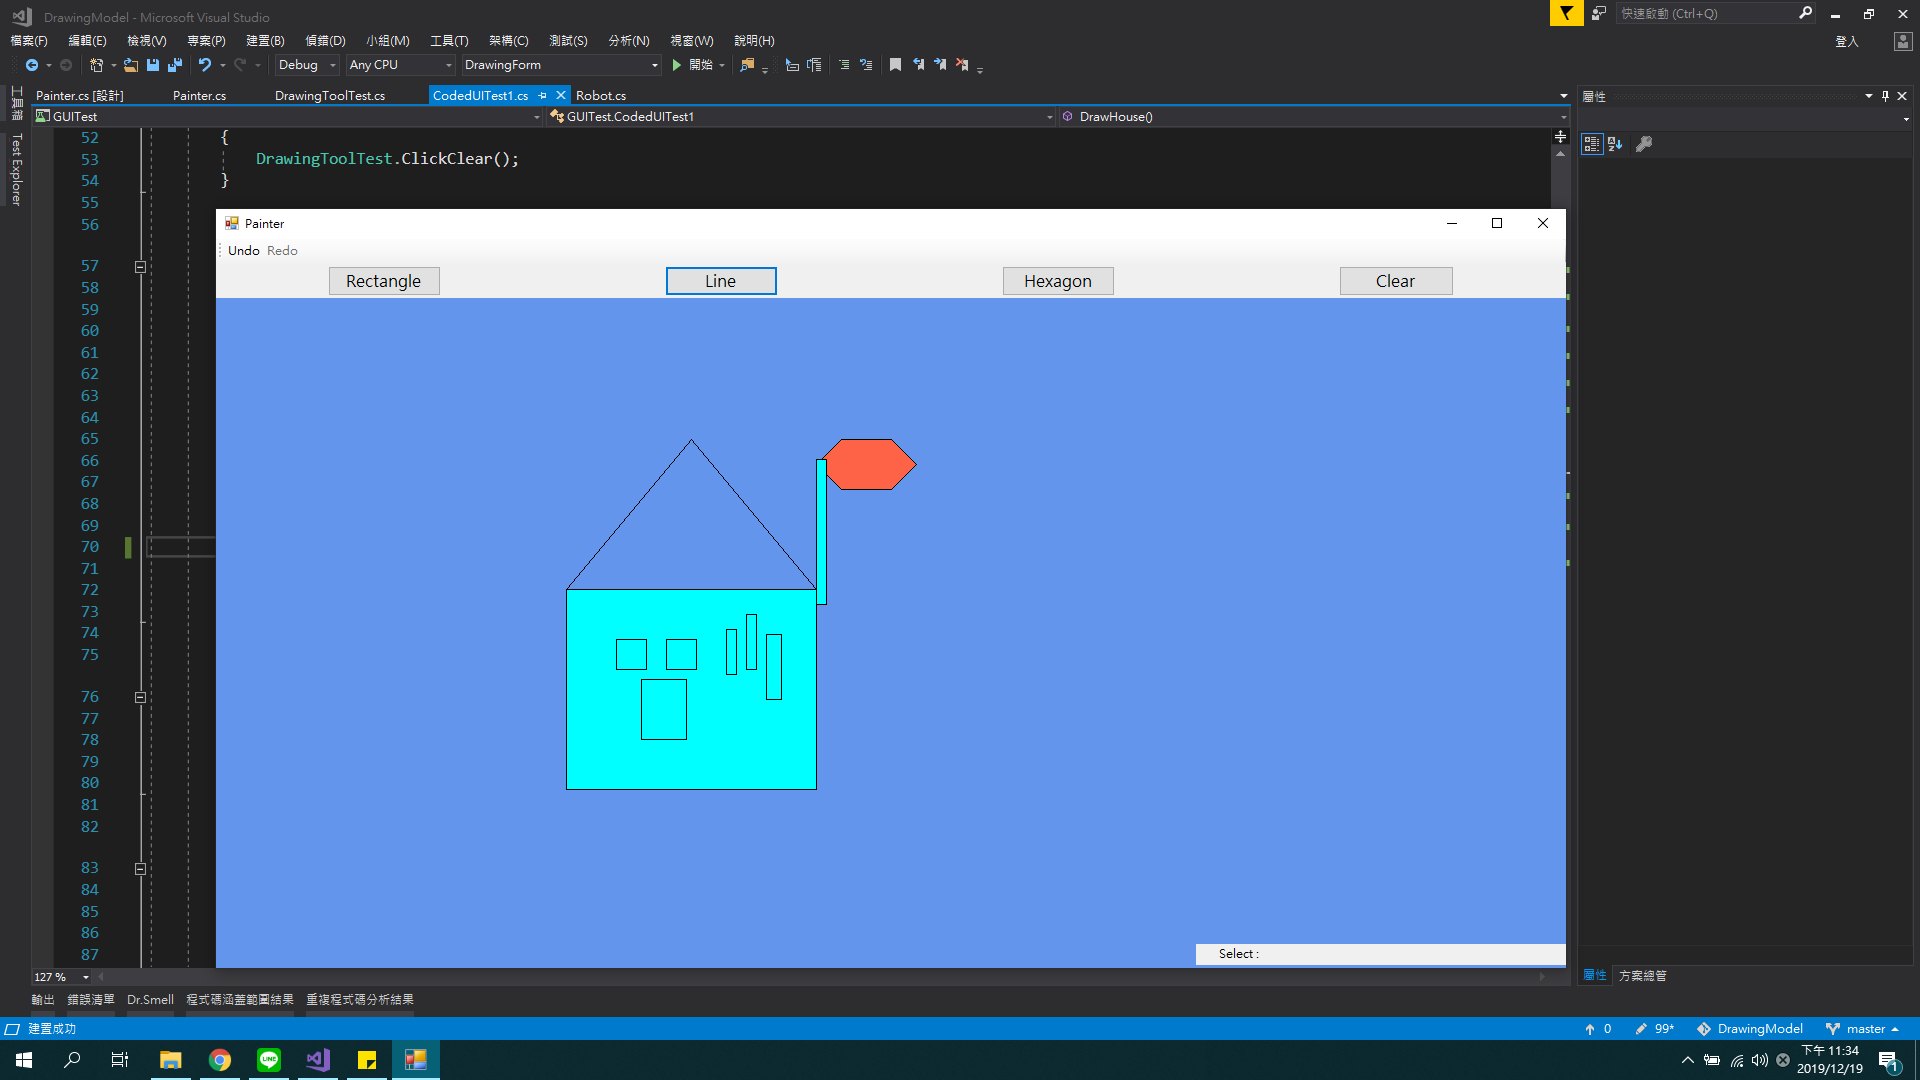 DrawingModel - Microsoft Visual Studio
快速啟動 (Ctrl+Q)
檔案(F) 編輯(E) 檢視(V) 專案(P) 建置(B) 偵錯(D) 小組(M) 工具(T) 架構(C) 測試(S) 分析(N) 視窗(W) 說明(H)
登入
Debug Any CPU DrawingForm 開始
工具箱
Test Explorer
Painter.cs [設計] Painter.cs DrawingToolTest.cs CodedUITest1.cs Robot.cs
屬性
GUITest GUITest.CodedUITest1 DrawHouse()
52 {
53 DrawingToolTest.ClickClear();
54 }
55
56
57
58
59
60
61
62
63
64
65
66
67
68
69
70
71
72
73
74
75
76
77
78
79
80
81
82
83
84
85
86
87
Painter
Undo Redo
Rectangle Line Hexagon Clear
Select :
127 %
屬性 方案總管
輸出 錯誤清單 Dr.Smell 程式碼涵蓋範圍結果 重複程式碼分析結果
建置成功
0 99* DrawingModel master
LINE
下午 11:34
2019/12/19
1